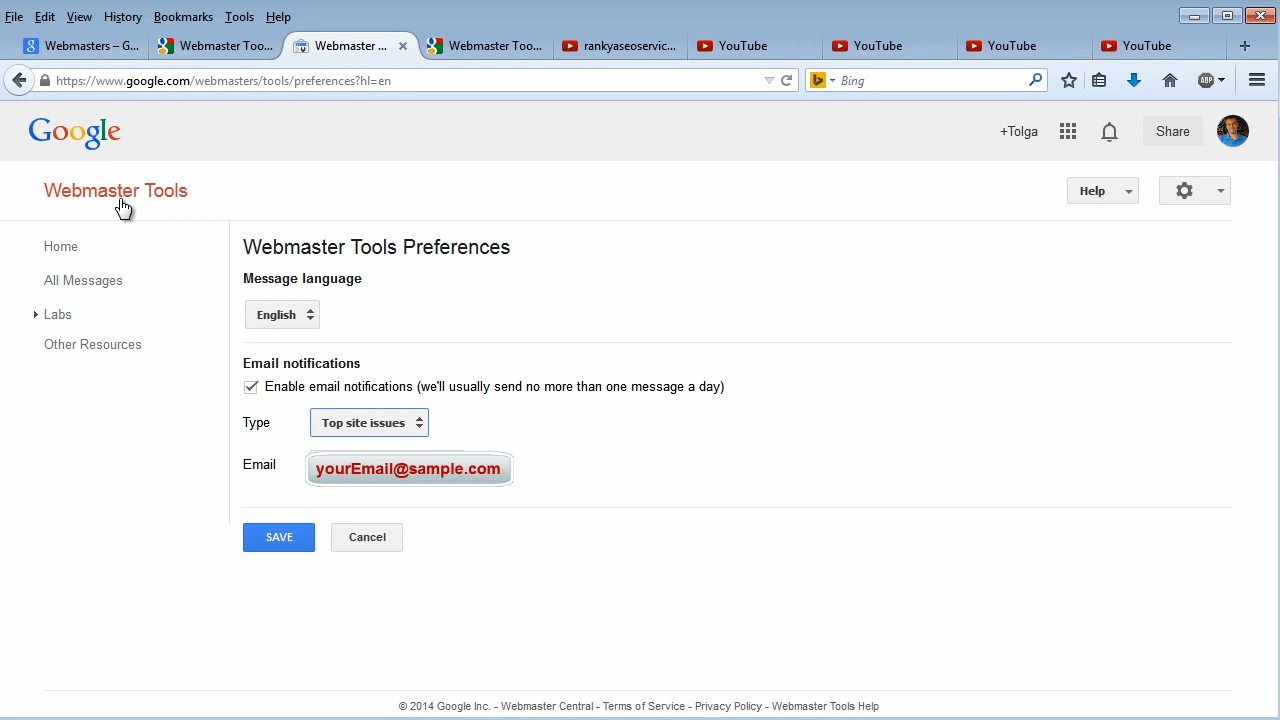 File Edit View History Bookmarks Tools Help
Webmasters – G... Webmaster Too... Webmaster ... Webmaster Too... rankyaseoservic... YouTube YouTube YouTube YouTube
https://www.google.com/webmasters/tools/preferences?hl=en Bing ABP
Google +Tolga Share
Webmaster Tools Help
Home
All Messages
Labs
Other Resources
Webmaster Tools Preferences
Message language
English
Email notifications
Enable email notifications (we'll usually send no more than one message a day)
Type Top site issues
Email yourEmail@sample.com
SAVE Cancel
© 2014 Google Inc. - Webmaster Central - Terms of Service - Privacy Policy - Webmaster Tools Help